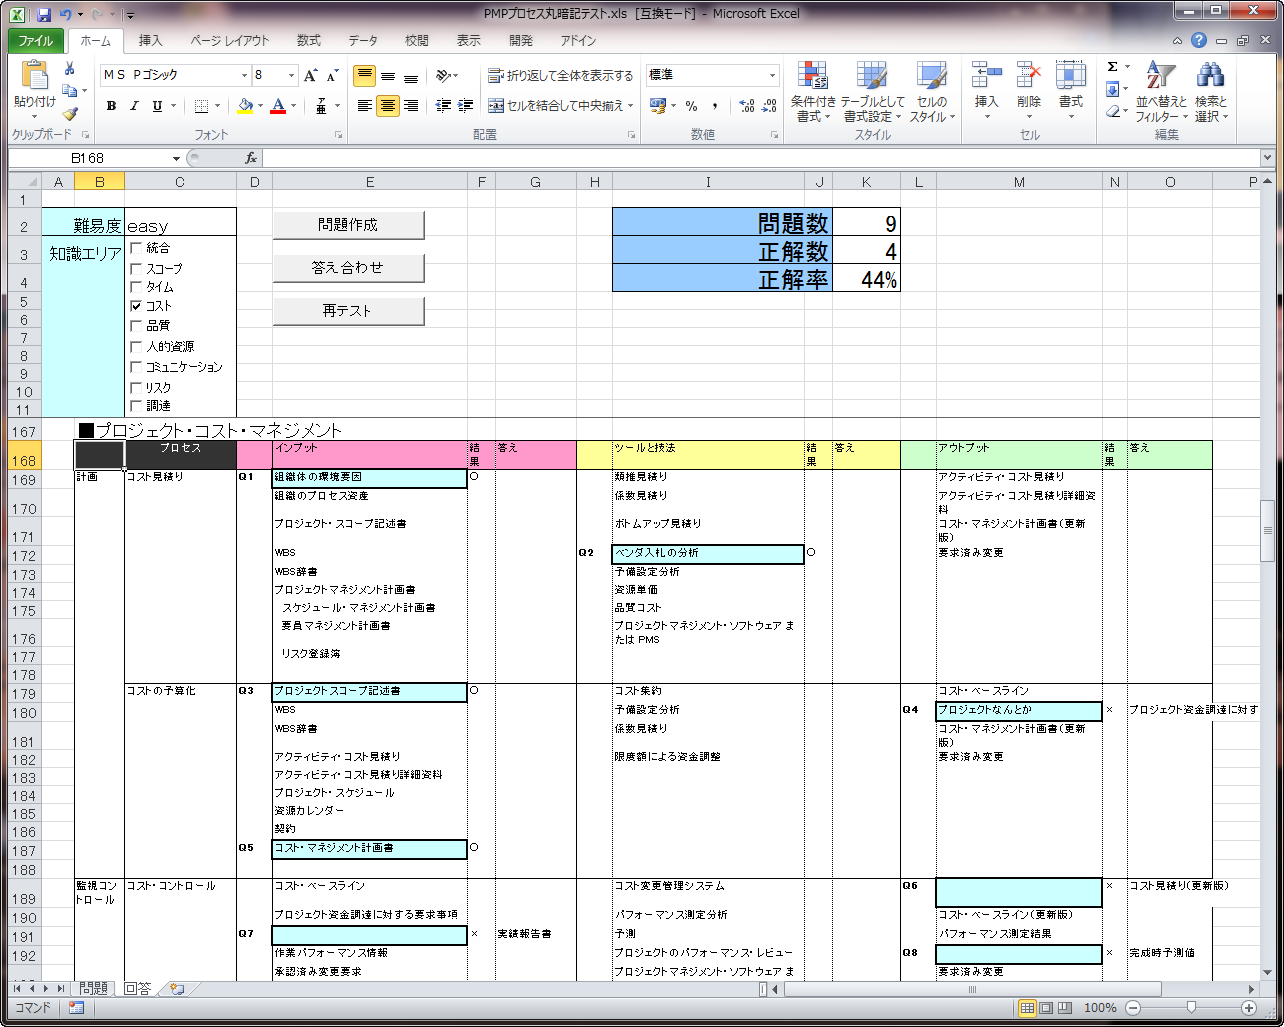 PMPプロセス丸暗記テスト.xls [互換モード] - Microsoft Excel
ファイル ホーム 挿入 ページ レイアウト 数式 データ 校閲 表示 開発 アドイン
貼り付け
クリップボード
ＭＳ Ｐゴシック 8
B I U
フォント
折り返して全体を表示する
セルを結合して中央揃え
配置
標準
% ,
数値
条件付き書式 テーブルとして書式設定 セルのスタイル
スタイル
挿入 削除 書式
セル
並べ替えとフィルター 検索と選択
編集
B168 fx
A B C D E F G H I J K L M N O P
1
2 難易度 easy 問題作成 問題数 9
3 知識エリア 統合 答え合わせ 正解数 4
スコープ
4 タイム 正解率 44%
5 コスト 再テスト
6 品質
7
8 人的資源
9 コミュニケーション
10 リスク
11 調達
167 ■プロジェクト・コスト・マネジメント
168 プロセス インプット 結果 答え ツールと技法 結果 答え アウトプット 結果 答え
169 計画 コスト見積り Q1 組織体の環境要因 ○ 類推見積り アクティビティ・コスト見積り
170 組織のプロセス資産 係数見積り アクティビティ・コスト見積り詳細資料
171 プロジェクト・スコープ記述書 ボトムアップ見積り コスト・マネジメント計画書（更新版）
172 WBS Q2 ベンダ入札の分析 ○ 要求済み変更
173 WBS辞書 予備設定分析
174 プロジェクトマネジメント計画書 資源単価
175 スケジュール・マネジメント計画書 品質コスト
176 要員マネジメント計画書 プロジェクトマネジメント・ソフトウェア または PMS
177 リスク登録簿
178
179 コストの予算化 Q3 プロジェクトスコープ記述書 ○ コスト集約 コスト・ベースライン
180 WBS 予備設定分析 Q4 プロジェクトなんとか × プロジェクト資金調達に対す
181 WBS辞書 係数見積り コスト・マネジメント計画書（更新版）
182 アクティビティ・コスト見積り 限度額による資金調整 要求済み変更
183 アクティビティ・コスト見積り詳細資料
184 プロジェクト・スケジュール
185 資源カレンダー
186 契約
187 Q5 コスト・マネジメント計画書 ○
188
189 監視コントロール コスト・コントロール コスト・ベースライン コスト変更管理システム Q6 × コスト見積り（更新版）
190 プロジェクト資金調達に対する要求事項 パフォーマンス測定分析 コスト・ベースライン（更新版）
191 Q7 × 実績報告書 予測 パフォーマンス測定結果
192 作業パフォーマンス情報 プロジェクトのパフォーマンス・レビュー Q8 × 完成時予測値
承認済み変更要求 プロジェクトマネジメント・ソフトウェア ま 要求済み変更
問題 回答
コマンド 100%